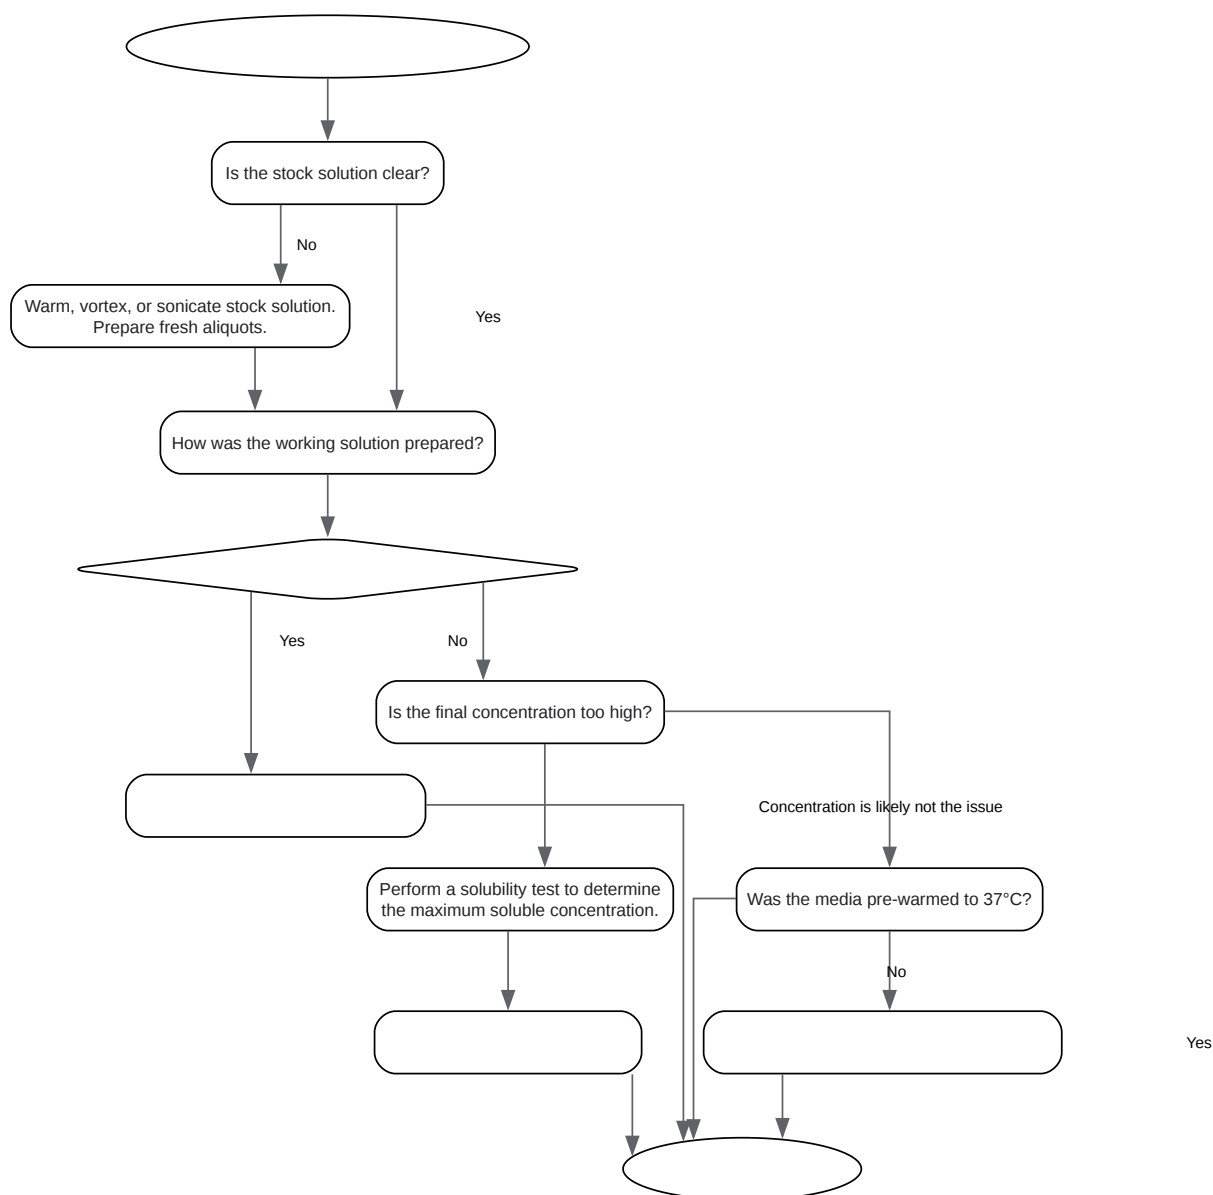 Is the stock solution clear?
No
Warm, vortex, or sonicate stock solution.
Prepare fresh aliquots.
Yes
How was the working solution prepared?
Yes
No
Is the final concentration too high?
Concentration is likely not the issue
Perform a solubility test to determine
the maximum soluble concentration.
Was the media pre-warmed to 37°C?
No
Yes